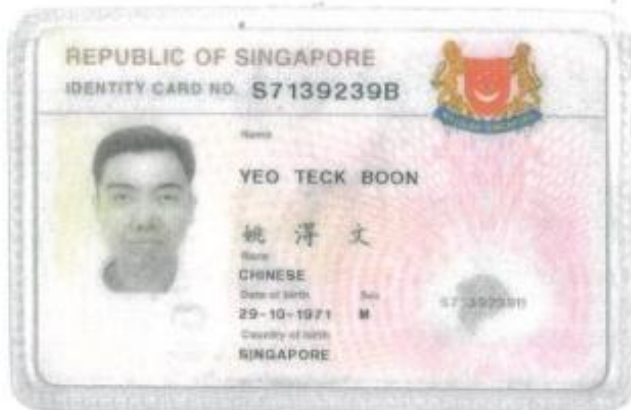 REPUBLIC OF SINGAPORE
IDENTITY CARD NO. S7139239B
Name
YEO TECK BOON
姚 文
Race
CHINESE
Date of birth Sex
29-10-1971 M
S7139239B
Country of birth
SINGAPORE